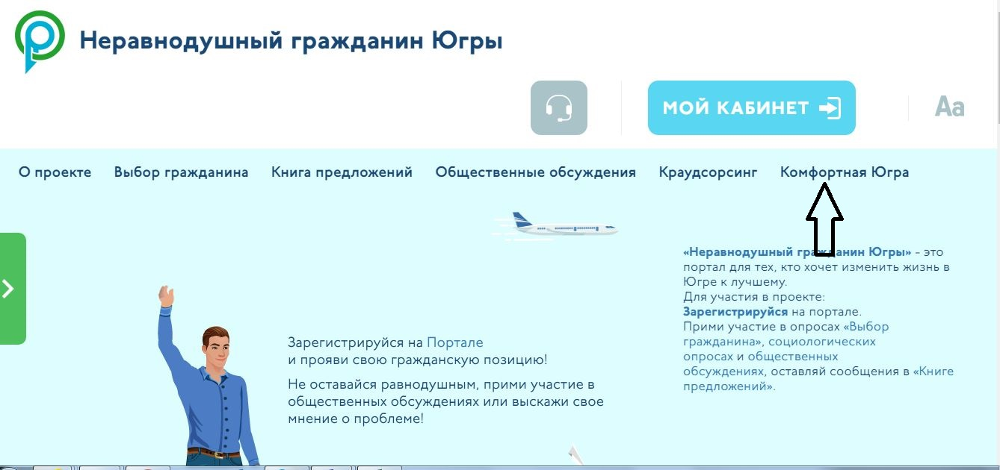 Неравнодушный гражданин Югры
МОЙ КАБИНЕТ
Aa
О проекте Выбор гражданина Книга предложений Общественные обсуждения Краудсорсинг Комфортная Югра
«Неравнодушный гражданин Югры» - это
портал для тех, кто хочет изменить жизнь в
Югре к лучшему.
Для участия в проекте:
Зарегистрируйся на портале.
Прими участие в опросах «Выбор
гражданина», социологических
опросах и общественных
обсуждениях, оставляй сообщения в «Книге
предложений».
Зарегистрируйся на Портале
и прояви свою гражданскую позицию!
Не оставайся равнодушным, прими участие в
общественных обсуждениях или выскажи свое
мнение о проблеме!